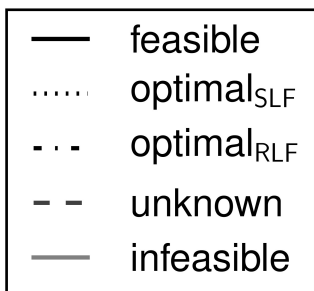 feasible
optimalSLF
optimalRLF
unknown
infeasible